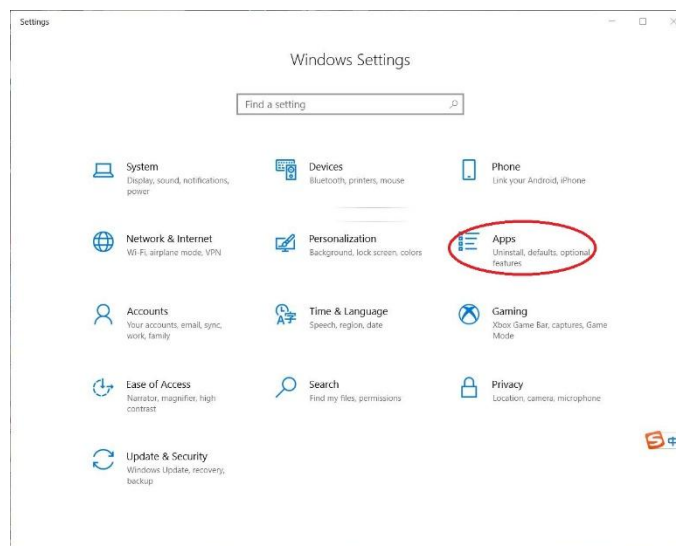 Settings
Windows Settings
Find a setting
System
Display, sound, notifications,
power
Devices
Bluetooth, printers, mouse
Phone
Link your Android, iPhone
Network & Internet
Wi-Fi, airplane mode, VPN
Personalization
Background, lock screen, colors
Apps
Uninstall, defaults, optional
features
Accounts
Your accounts, email, sync,
work, family
Time & Language
Speech, region, date
Gaming
Xbox Game Bar, captures, Game
Mode
Ease of Access
Narrator, magnifier, high
contrast
Search
Find my files, permissions
Privacy
Location, camera, microphone
Update & Security
Windows Update, recovery,
backup
A字
S 中